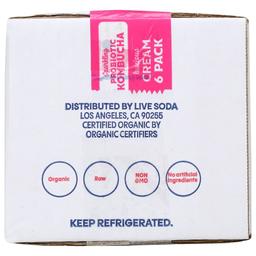 Sparkling
PROBIOTIC
KOMBUCHA
CREAM
6 PACK
DISTRIBUTED BY LIVE SODA
LOS ANGELES, CA 90255
CERTIFIED ORGANIC BY
ORGANIC CERTIFIERS
Organic
Raw
NON
GMO
No artificial
ingredients
KEEP REFRIGERATED.